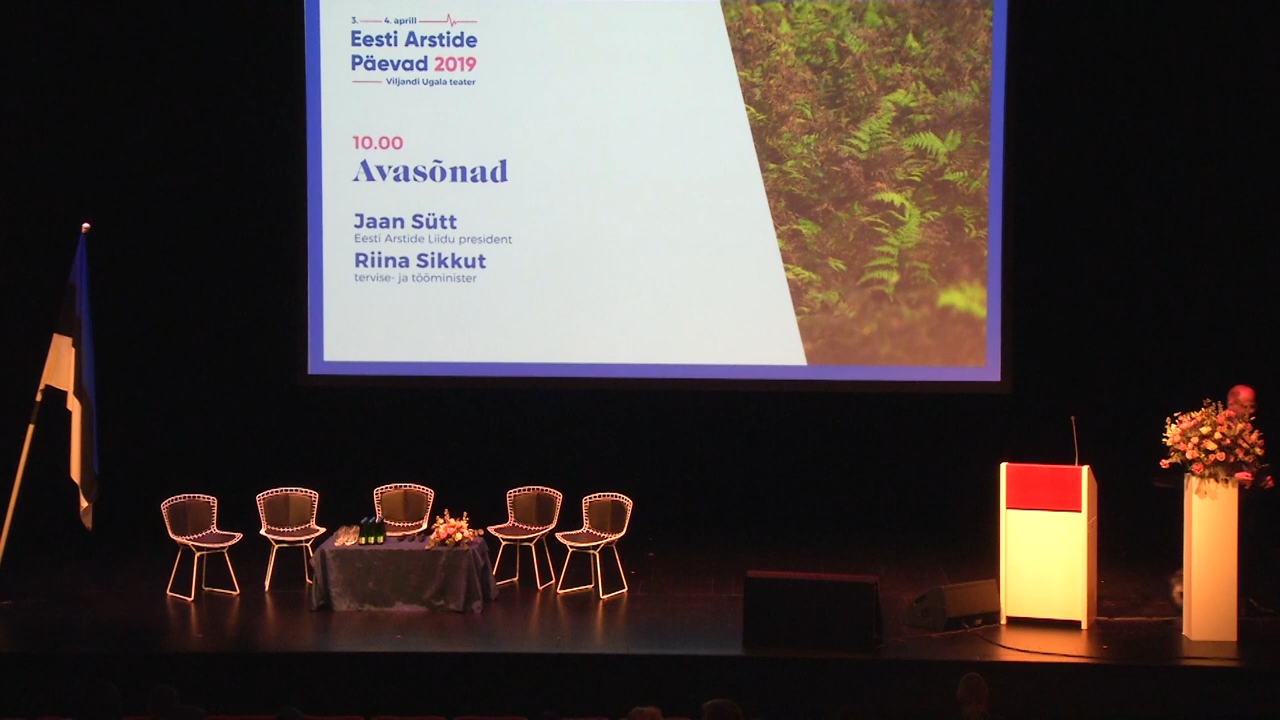 3. 4. aprill
Eesti Arstide
Päevad 2019
Viljandi Ugala teater
10.00
Avasõnad
Jaan Sütt
Eesti Arstide Liidu president
Riina Sikkut
tervise- ja tööminister